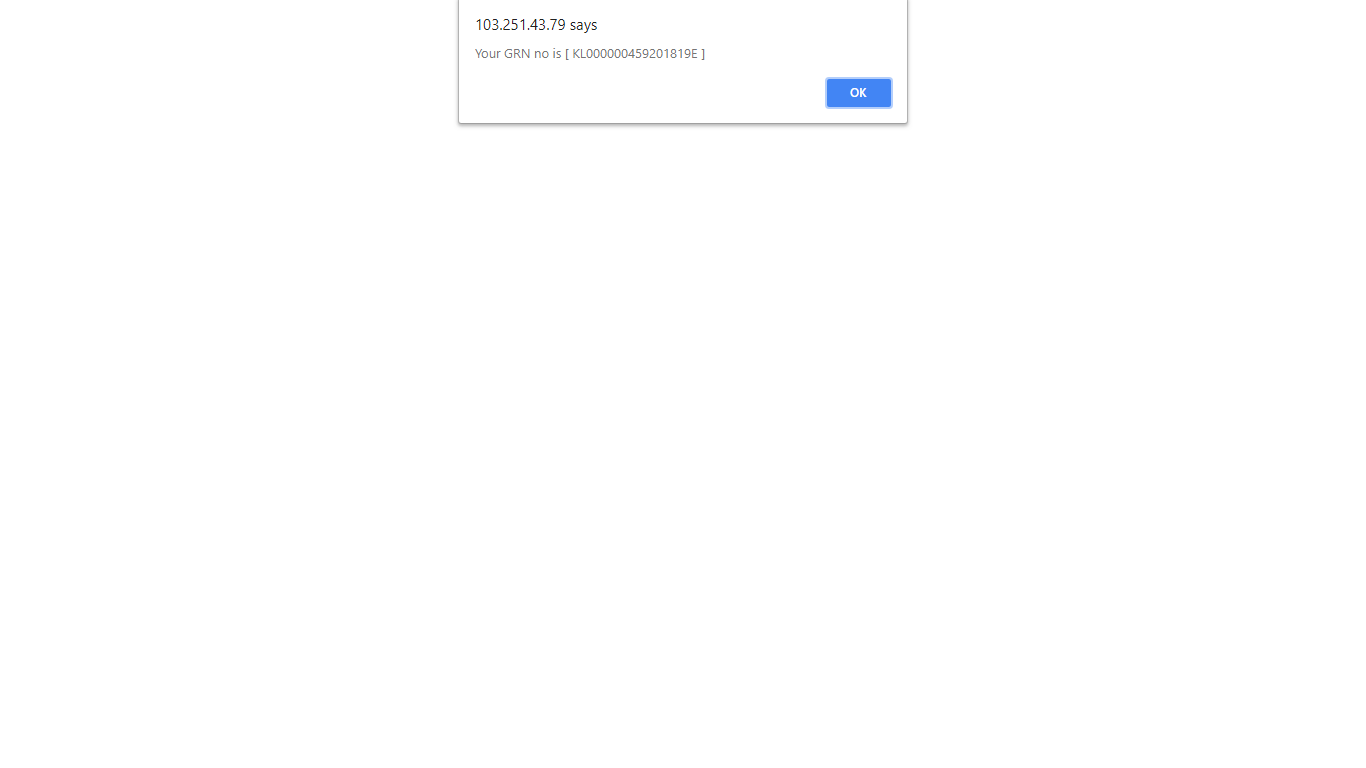 103.251.43.79 says
Your GRN no is [ KL000000459201819E ]
OK